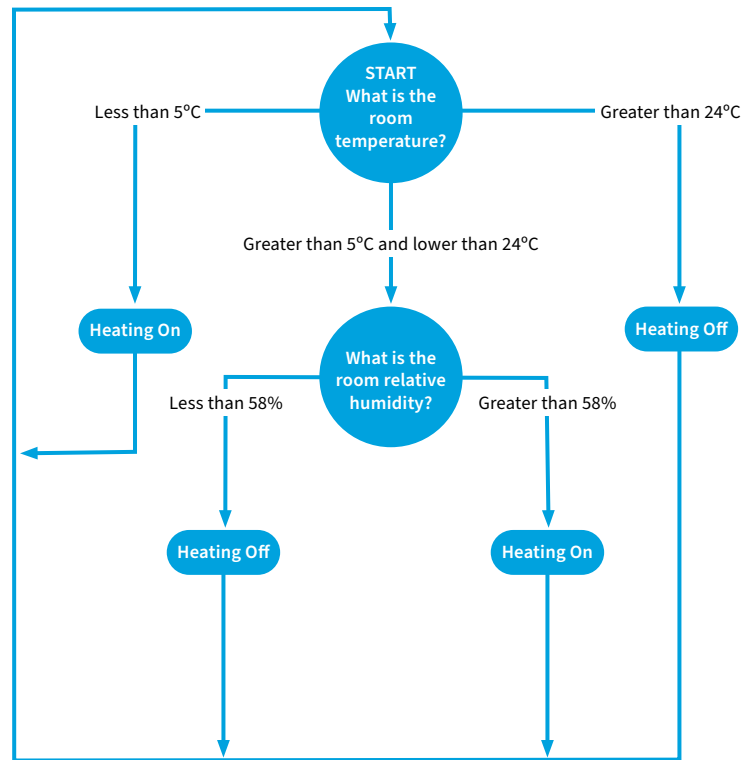 START
What is the
room
temperature?
Less than 5ºC
Greater than 24ºC
Greater than 5ºC and lower than 24ºC
Heating On
Heating Off
What is the
room relative
humidity?
Less than 58%
Greater than 58%
Heating Off
Heating On